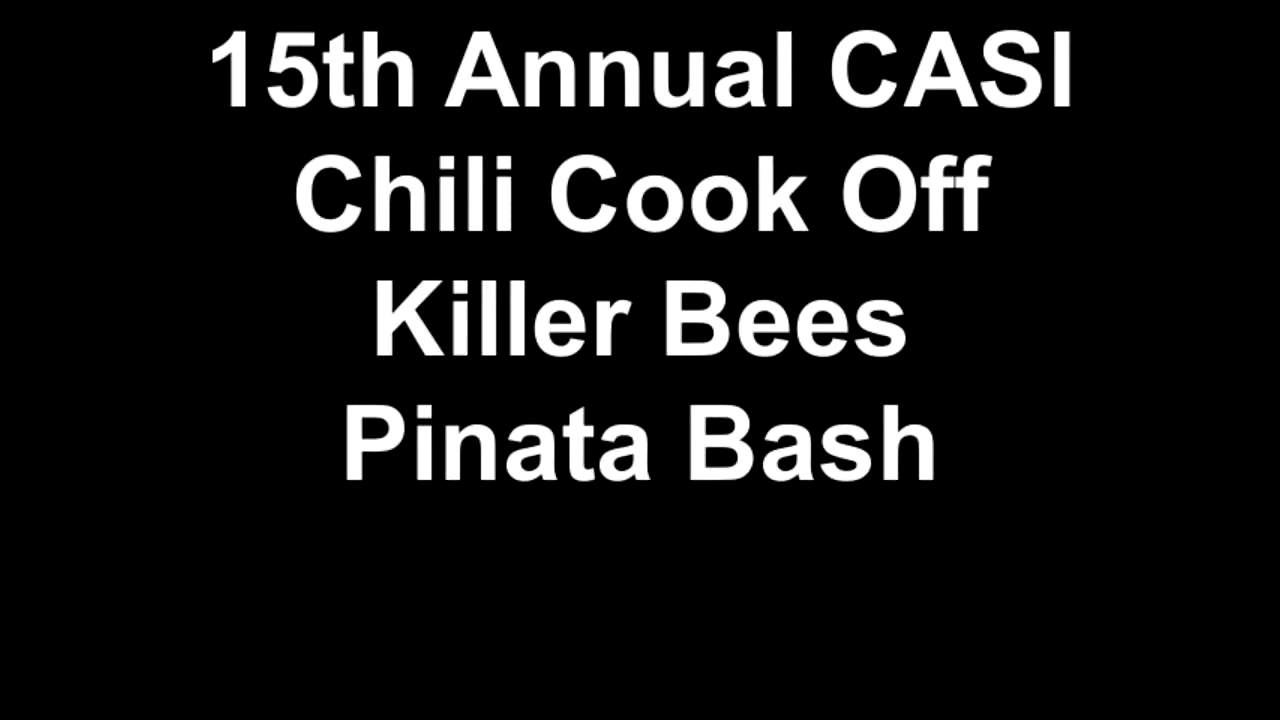 15th Annual CASI
Chili Cook Off
Killer Bees
Pinata Bash